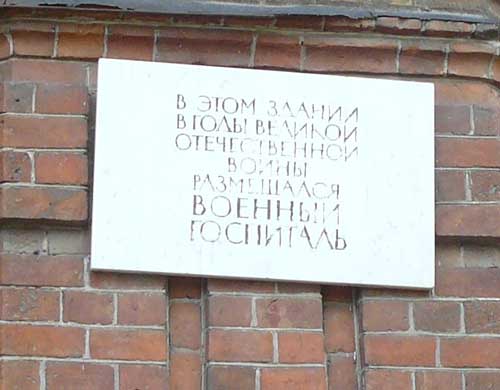 В ЭТОМ ЗДАНИИ
В ГОДЫ ВЕЛИКОЙ
ОТЕЧЕСТВЕННОЙ
ВОЙНЫ
РАЗМЕЩАЛСЯ
ВОЕННЫЙ
ГОСПИТАЛЬ